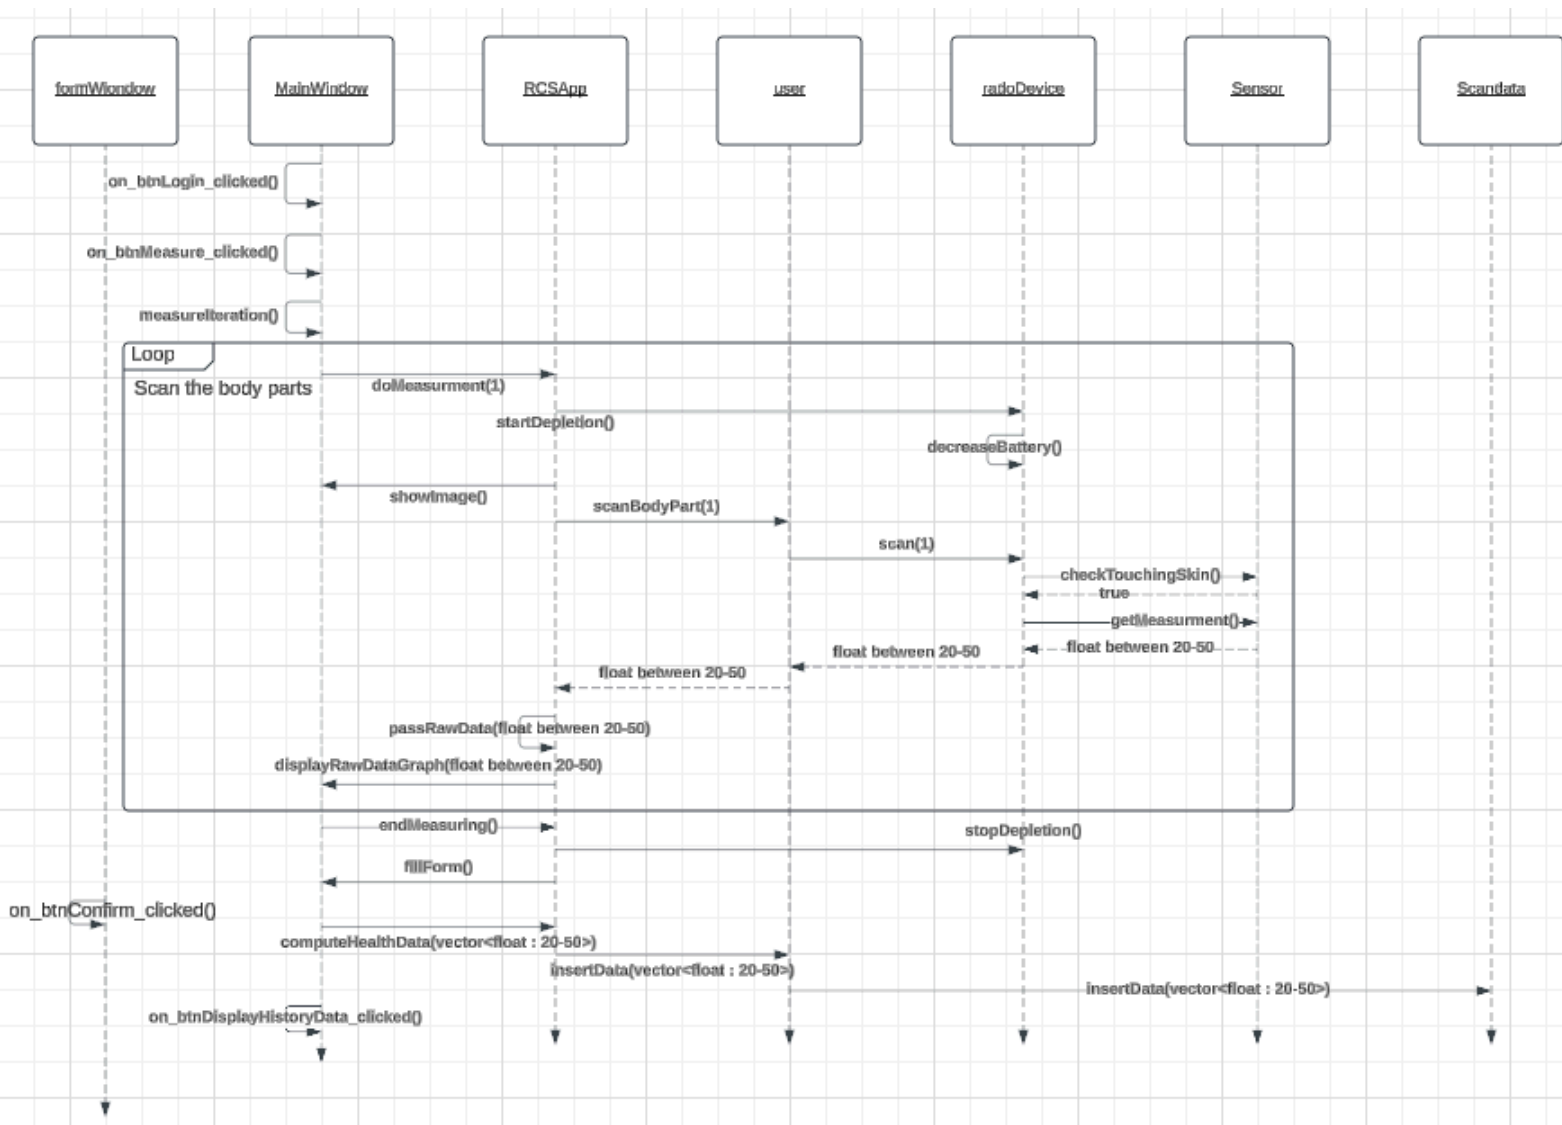 formWiondow
MainWindow
RCSApp
user
radoDevice
Sensor
Scandata
on_btnLogin_clicked()
on_btnMeasure_clicked()
measureIteration()
Loop
Scan the body parts
doMeasurment(1)
startDepletion()
decreaseBattery()
showImage()
scanBodyPart(1)
scan(1)
checkTouchingSkin()
true
getMeasurment()
float between 20-50
float between 20-50
float between 20-50
passRawData(float between 20-50)
displayRawDataGraph(float between 20-50)
endMeasuring()
stopDepletion()
fillForm()
on_btnConfirm_clicked()
computeHealthData(vector<float : 20-50>)
insertData(vector<float : 20-50>)
insertData(vector<float : 20-50>)
on_btnDisplayHistoryData_clicked()